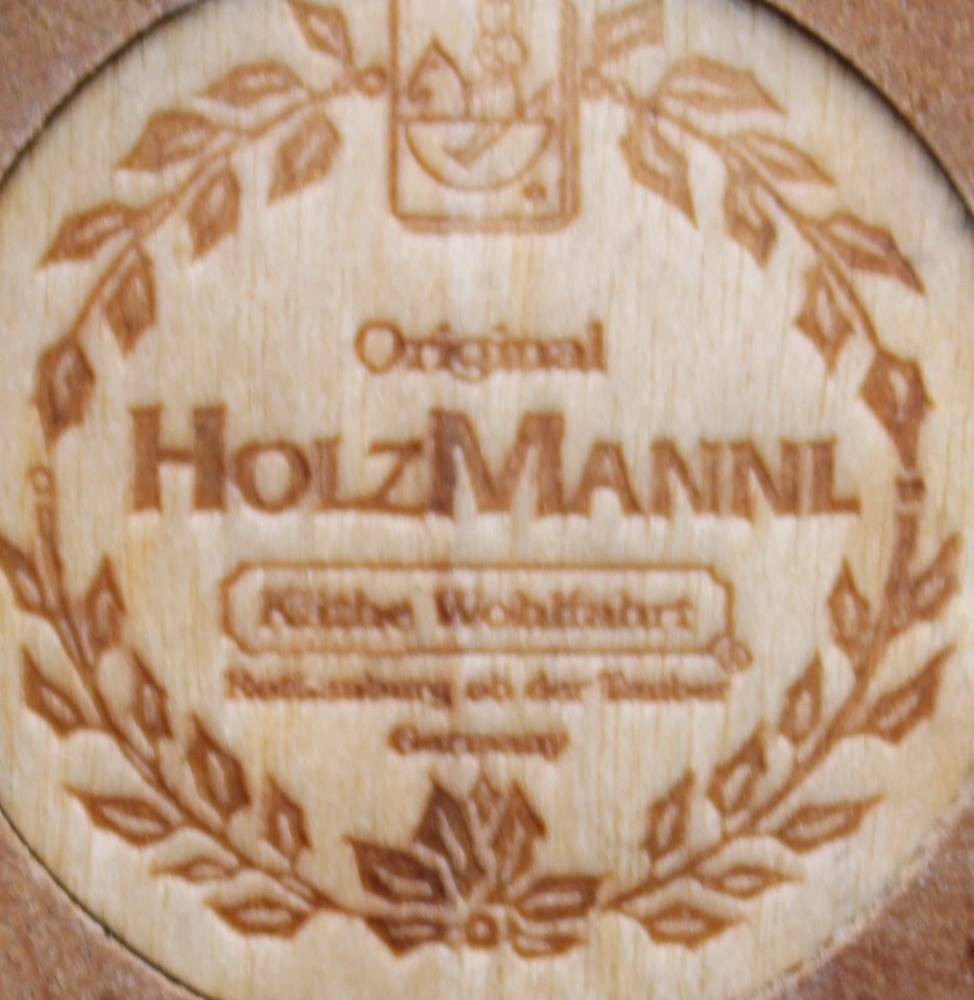 Original
HOLZMANNL
Käthe Wohlfahrt
Rothenburg ob der Tauber
Germany